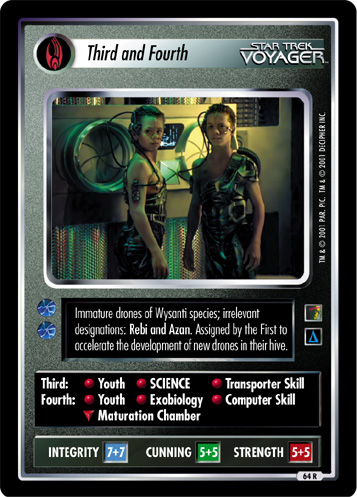 Third and Fourth
STAR TREK
VOYAGER™
TM & © 2001 PAR. PIC. TM & © 2001 DECIPHER INC.
Immature drones of Wysanti species; irrelevant
designations: Rebi and Azan. Assigned by the First to
accelerate the development of new drones in their hive.
Third: Youth SCIENCE Transporter Skill
Fourth: Youth Exobiology Computer Skill
Maturation Chamber
INTEGRITY 7+7 CUNNING 5+5 STRENGTH 5+5
64 R